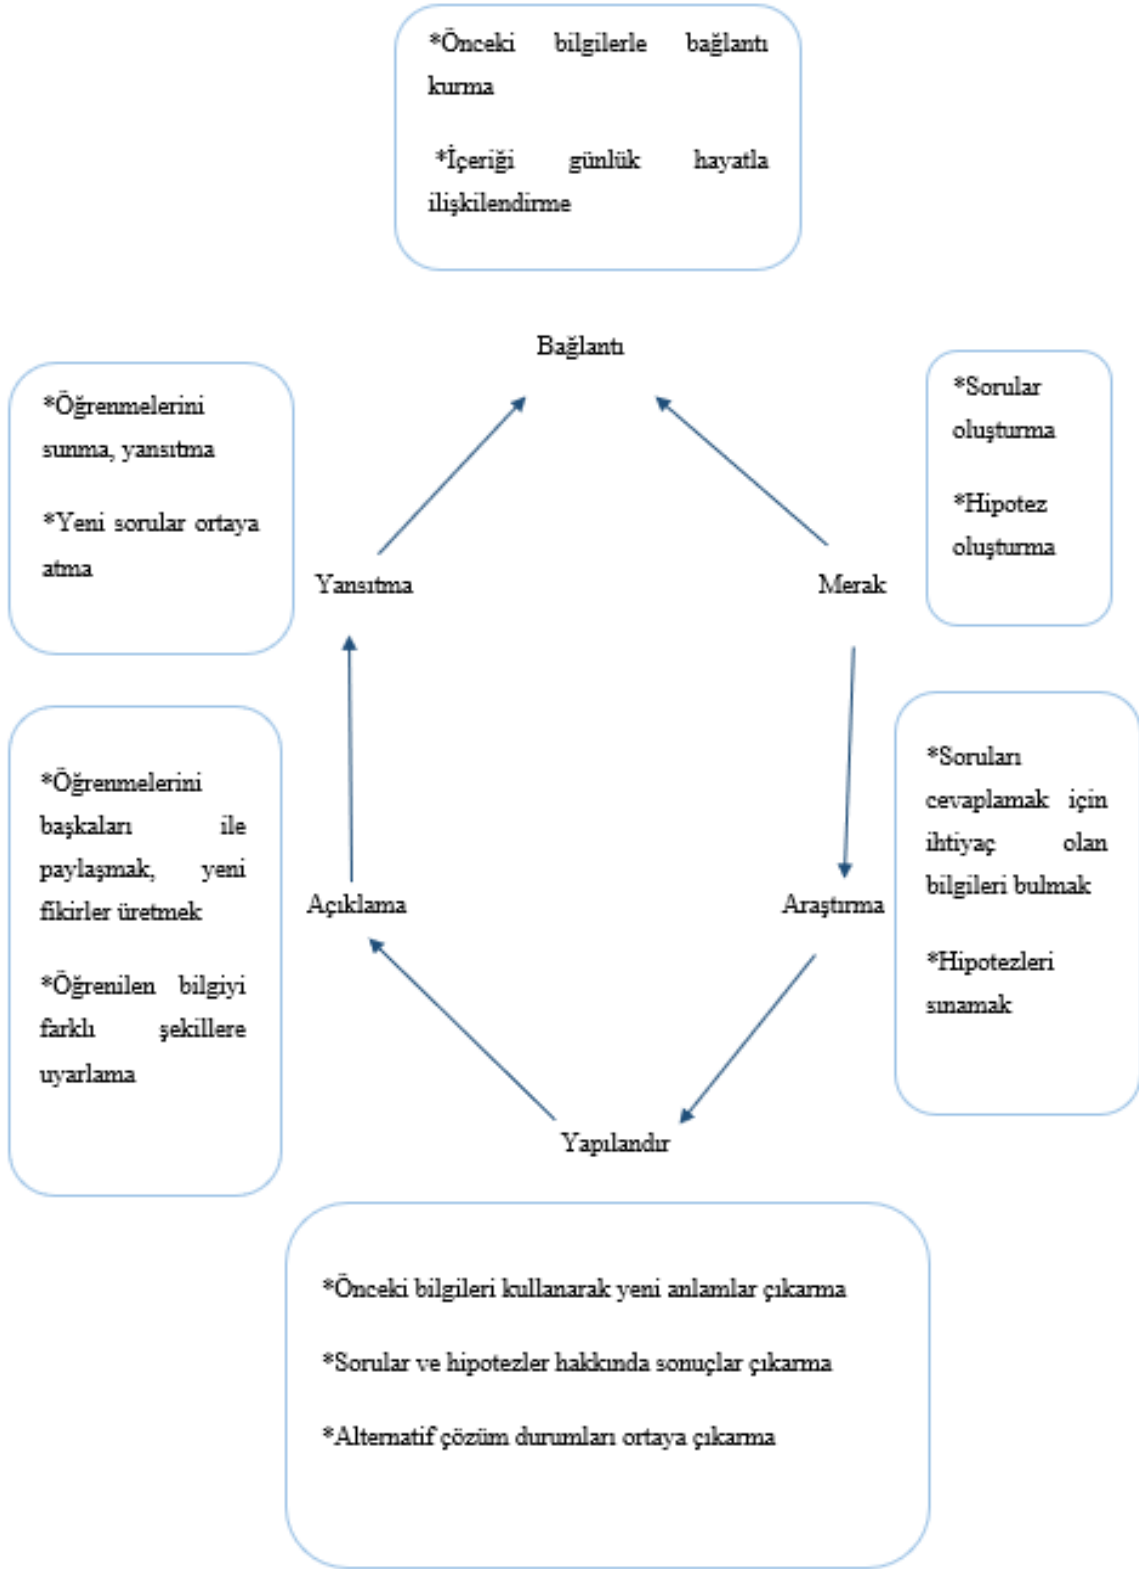 *Önceki bilgilerle bağlantı
kurma
*İçeriği günlük hayatla
ilişkilendirme
Bağlantı
*Öğrenmelerini
sunma, yansıtma
*Yeni sorular ortaya
atma
Yansıtma
Merak
*Sorular
oluşturma
*Hipotez
oluşturma
*Öğrenmelerini
başkaları ile
paylaşmak, yeni
fikirler üretmek
*Öğrenilen bilgiyi
farklı şekillere
uyarlama
Açıklama
Araştırma
*Soruları
cevaplamak için
ihtiyaç olan
bilgileri bulmak
*Hipotezleri
sınamak
Yapılandır
*Önceki bilgileri kullanarak yeni anlamlar çıkarma
*Sorular ve hipotezler hakkında sonuçlar çıkarma
*Alternatif çözüm durumları ortaya çıkarma